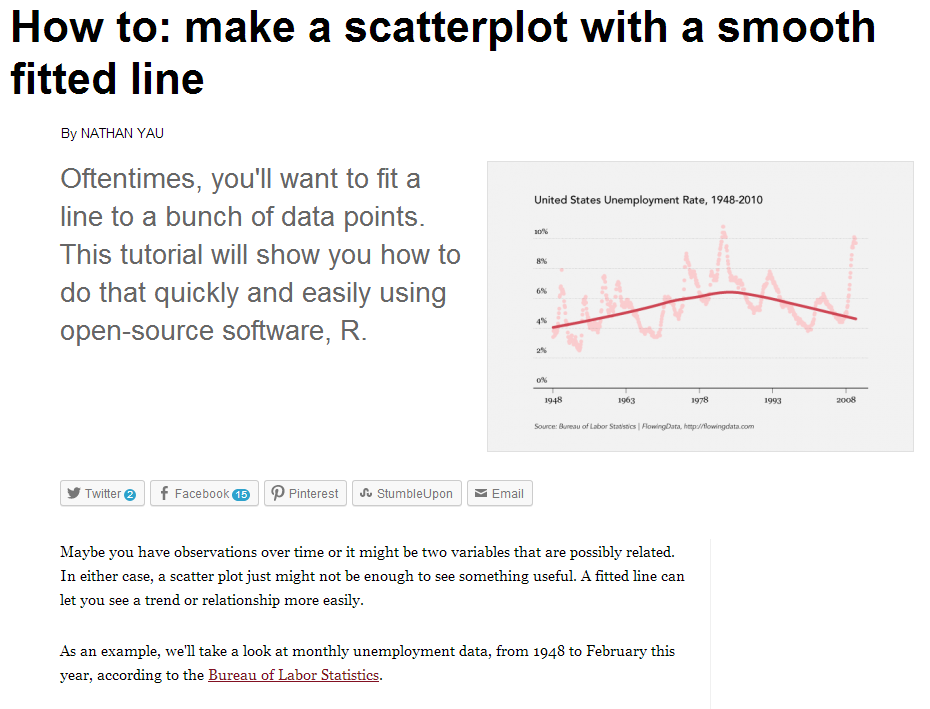 How to: make a scatterplot with a smooth
fitted line
By NATHAN YAU
Oftentimes, you'll want to fit a
line to a bunch of data points.
This tutorial will show you how to
do that quickly and easily using
open-source software, R.
United States Unemployment Rate, 1948-2010
10%
8%
6%
4%
2%
0%
1948 1963 1978 1993 2008
Source: Bureau of Labor Statistics | FlowingData, http://flowingdata.com
Twitter 2 Facebook 15 Pinterest StumbleUpon Email
Maybe you have observations over time or it might be two variables that are possibly related.
In either case, a scatter plot just might not be enough to see something useful. A fitted line can
let you see a trend or relationship more easily.
As an example, we'll take a look at monthly unemployment data, from 1948 to February this
year, according to the Bureau of Labor Statistics.